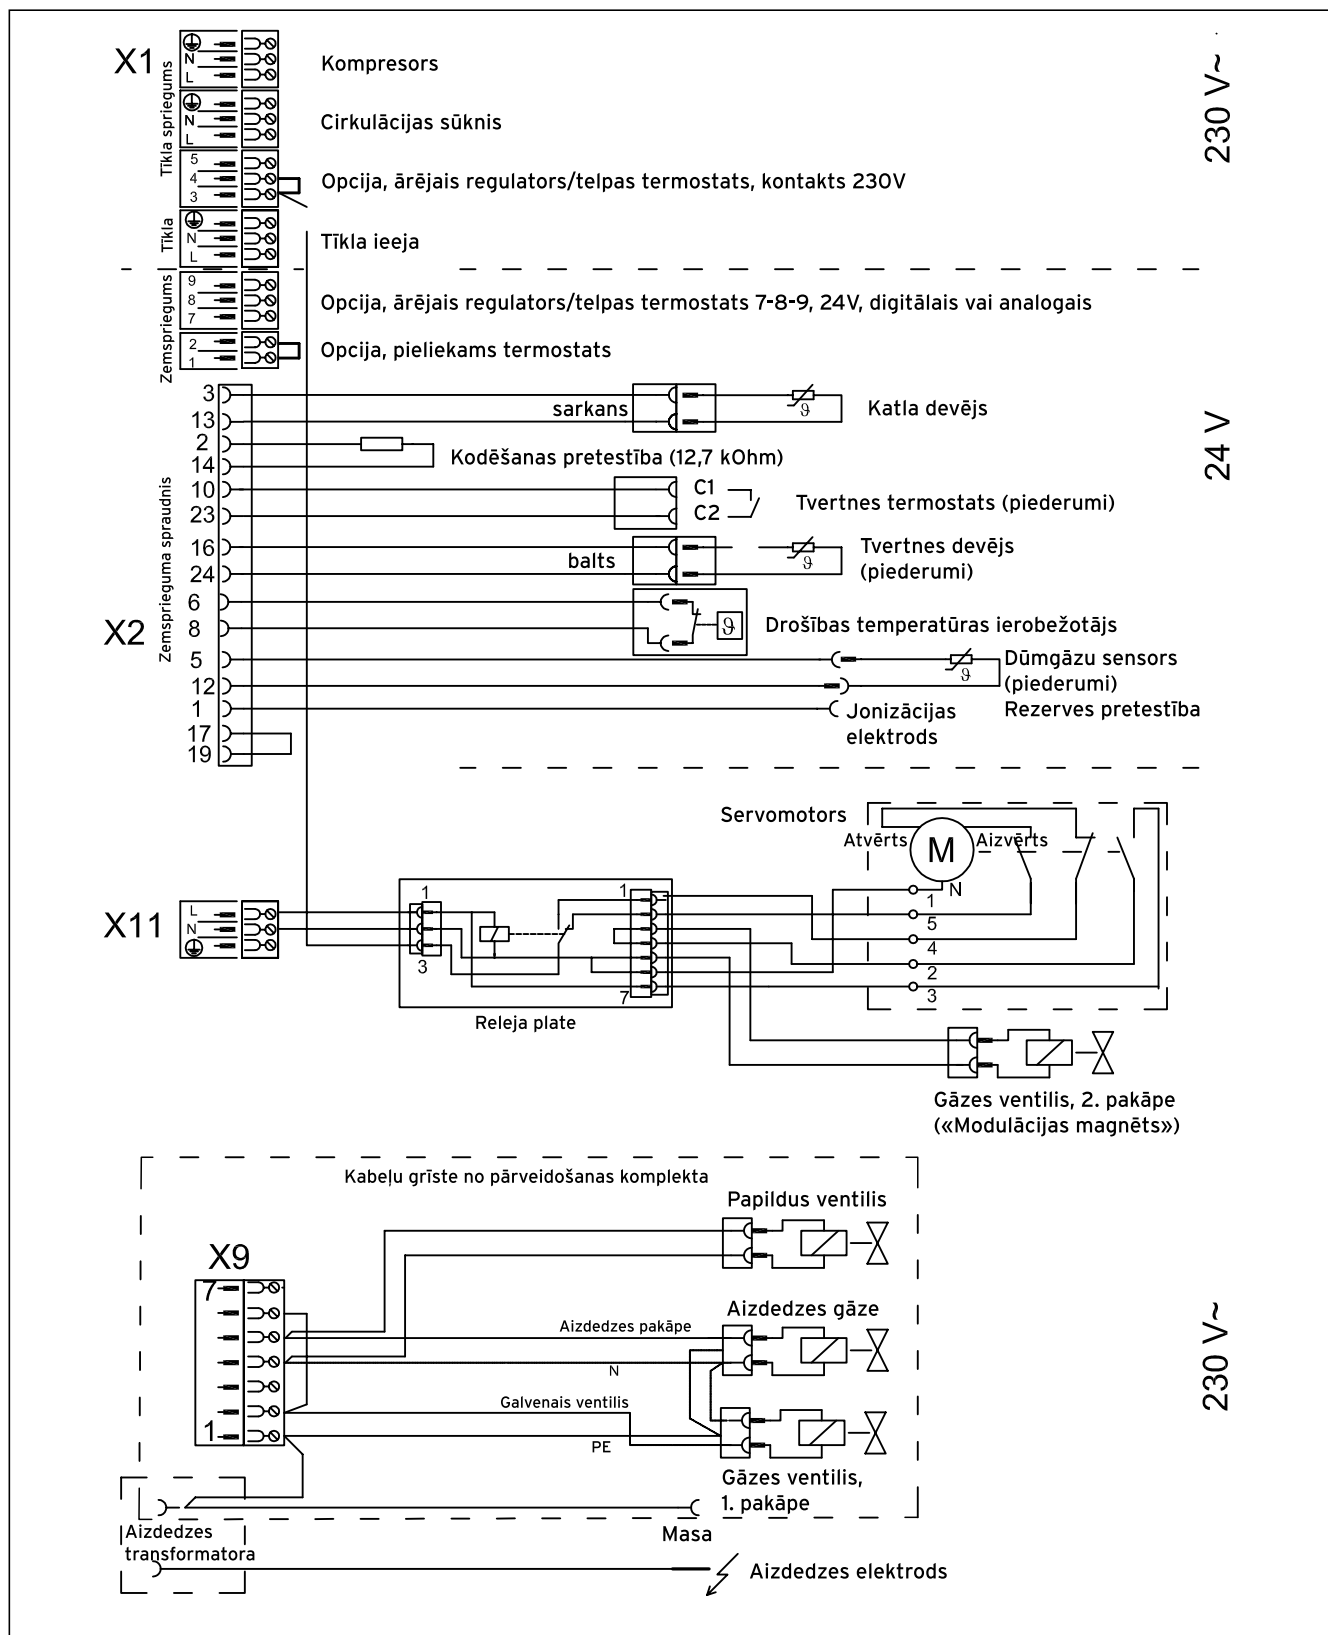 X1
Tīkla spriegums
N
L
Kompresors
N
L
Cirkulācijas sūknis
5
4
3
Opcija, ārējais regulators/telpas termostats, kontakts 230V
230 V~
Tīkla
N
L
Tīkla ieeja
Zemspriegums
9
8
7
Opcija, ārējais regulators/telpas termostats 7-8-9, 24V, digitālais vai analogais
2
1
Opcija, pieliekams termostats
24 V
X2
Zemsprieguma spraudnis
3
13
sarkans
ϑ
Katla devējs
2
14
Kodēšanas pretestība (12,7 kOhm)
10
23
C1
C2
Tvertnes termostats (piederumi)
16
24
balts
ϑ
Tvertnes devējs
(piederumi)
6
8
ϑ
Drošības temperatūras ierobežotājs
5
12
ϑ
Dūmgāzu sensors
(piederumi)
Rezerves pretestība
1
Jonizācijas
elektrods
17
19
Servomotors
Atvērts
M
Aizvērts
N
1
5
4
2
3
X11
L
N
1
3
1
7
Releja plate
Gāzes ventilis, 2. pakāpe
(«Modulācijas magnēts»)
Kabeļu grīste no pārveidošanas komplekta
Papildus ventilis
X9
7
1
Aizdedzes gāze
Aizdedzes pakāpe
N
Galvenais ventilis
PE
Gāzes ventilis,
1. pakāpe
230 V~
Aizdedzes
transformatora
Masa
Aizdedzes elektrods